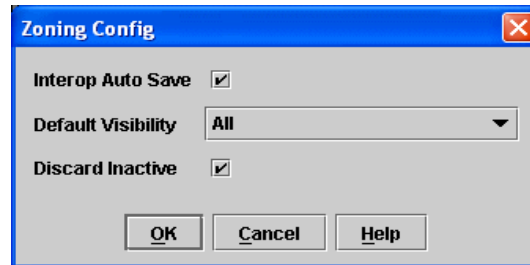 Zoning Config
Interop Auto Save
Default Visibility All
Discard Inactive
OK Cancel Help